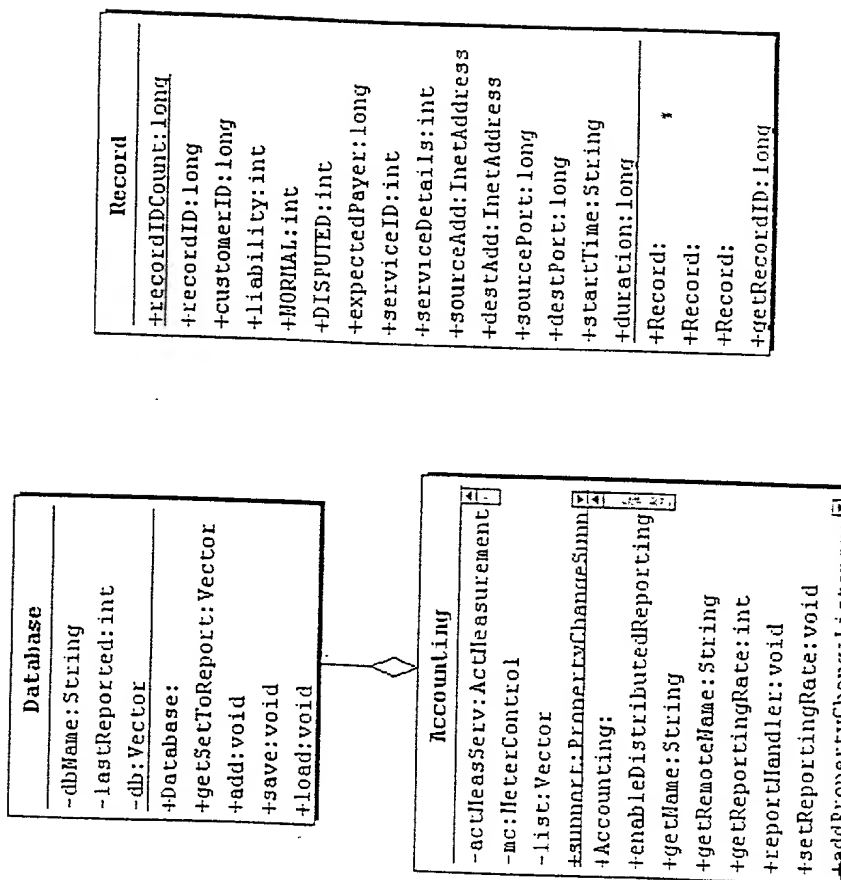 Record
+recordIDCount:long
+recordID:long
+customerID:long
+liability:int
+NORMAL:int
+DISPUTED:int
+expectedPayer:long
+serviceID:int
+serviceDetails:int
+sourceAdd:InetAddress
+destAdd:InetAddress
+sourcePort:long
+destPort:long
+startTime:String
+duration:long
+Record:
+Record:
+Record:
+getRecordID:long
Database
-dbName:String
-lastReported:int
-db:Vector
+Database:
+getSetToReport:Vector
+add:void
+save:void
+load:void
Accounting
-actMeasServ:ActMeasurement
-mc:MeterControl
-list:Vector
+support:PropertyChangeSupp
+Accounting:
+enableDistributedReporting
+getName:String
+getRemoteName:String
+getReportingRate:int
+reportHandler:void
+setReportingRate:void